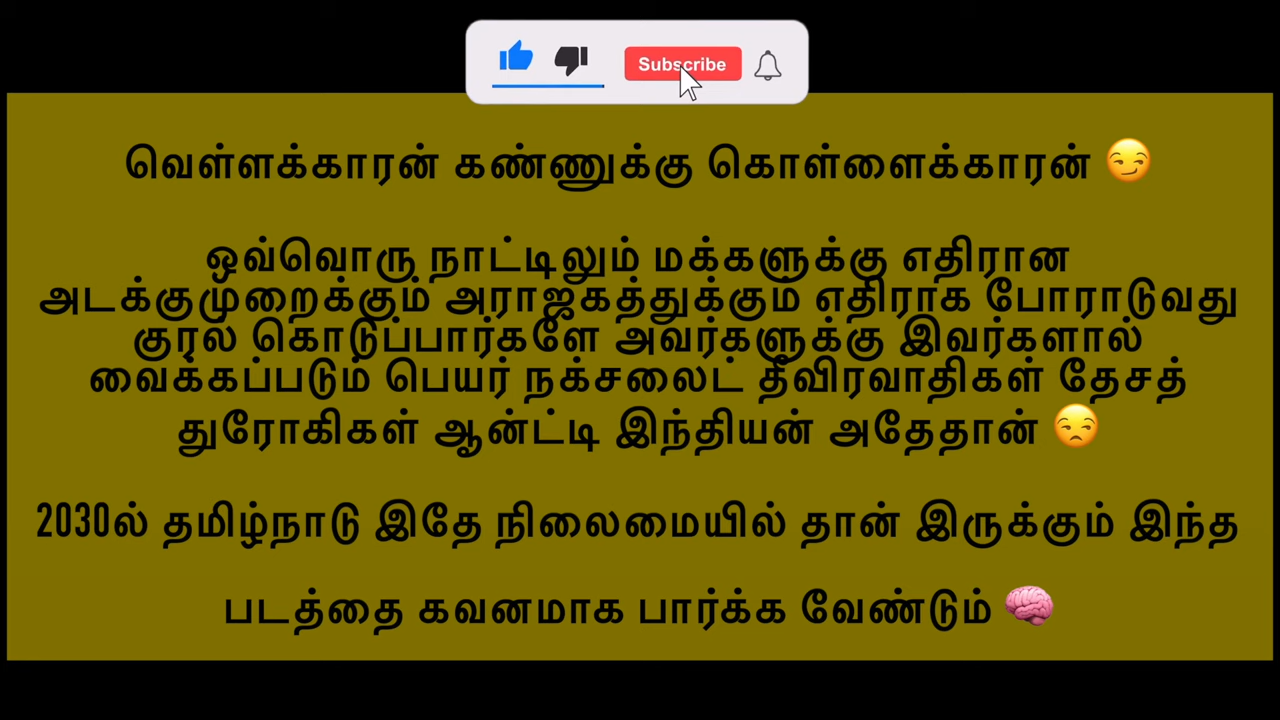 Subscribe
வெள்ளக்காரன் கண்ணுக்கு கொள்ளைக்காரன் 😏
ஒவ்வொரு நாட்டிலும் மக்களுக்கு எதிரான
அடக்குமுறைக்கும் அராஜகத்துக்கும் எதிராக போராடுவது
குரல் கொடுப்பார்களே அவர்களுக்கு இவர்களால்
வைக்கப்படும் பெயர் நக்சலைட் தீவிரவாதிகள் தேசத்
துரோகிகள் ஆன்ட்டி இந்தியன் அதேதான் 😒
2030ல் தமிழ்நாடு இதே நிலைமையில் தான் இருக்கும் இந்த
படத்தை கவனமாக பார்க்க வேண்டும் 🧠